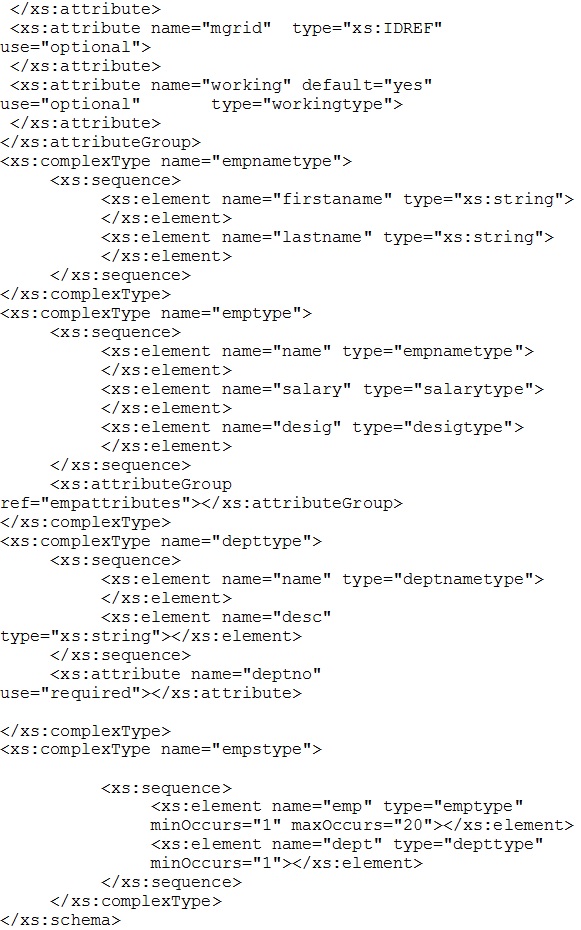 </xs:attribute>
<xs:attribute name="mgrid" type="xs:IDREF"
use="optional">
</xs:attribute>
<xs:attribute name="working" default="yes"
use="optional" type="workingtype">
</xs:attribute>
</xs:attributeGroup>
<xs:complexType name="empnametype">
<xs:sequence>
<xs:element name="firstaname" type="xs:string">
</xs:element>
<xs:element name="lastname" type="xs:string">
</xs:element>
</xs:sequence>
</xs:complexType>
<xs:complexType name="emptype">
<xs:sequence>
<xs:element name="name" type="empnametype">
</xs:element>
<xs:element name="salary" type="salarytype">
</xs:element>
<xs:element name="desig" type="desigtype">
</xs:element>
</xs:sequence>
<xs:attributeGroup
ref="empattributes"></xs:attributeGroup>
</xs:complexType>
<xs:complexType name="depttype">
<xs:sequence>
<xs:element name="name" type="deptnametype">
</xs:element>
<xs:element name="desc"
type="xs:string"></xs:element>
</xs:sequence>
<xs:attribute name="deptno"
use="required"></xs:attribute>
</xs:complexType>
<xs:complexType name="empstype">
<xs:sequence>
<xs:element name="emp" type="emptype"
minOccurs="1" maxOccurs="20"></xs:element>
<xs:element name="dept" type="depttype"
minOccurs="1"></xs:element>
</xs:sequence>
</xs:complexType>
</xs:schema>